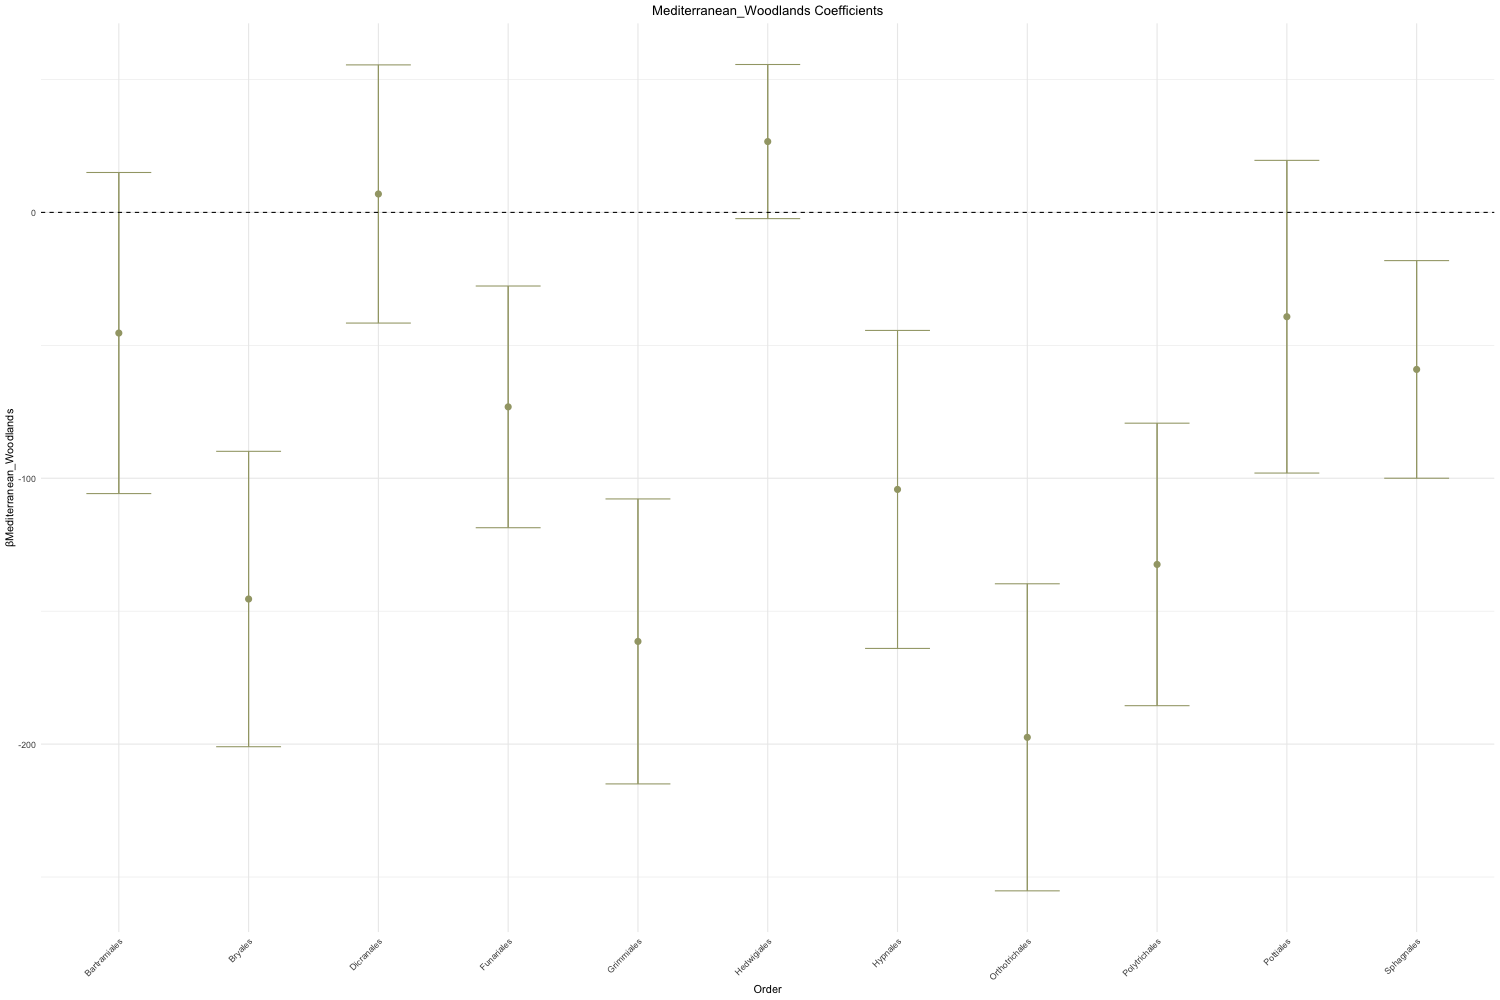 Mediterranean_Woodlands Coefficients
βMediterranean_Woodlands
0
-100
-200
Bartramiales
Bryales
Dicranales
Funariales
Grimmiales
Hedwigiales
Hypnales
Orthotrichales
Polytrichales
Pottiales
Sphagnales
Order